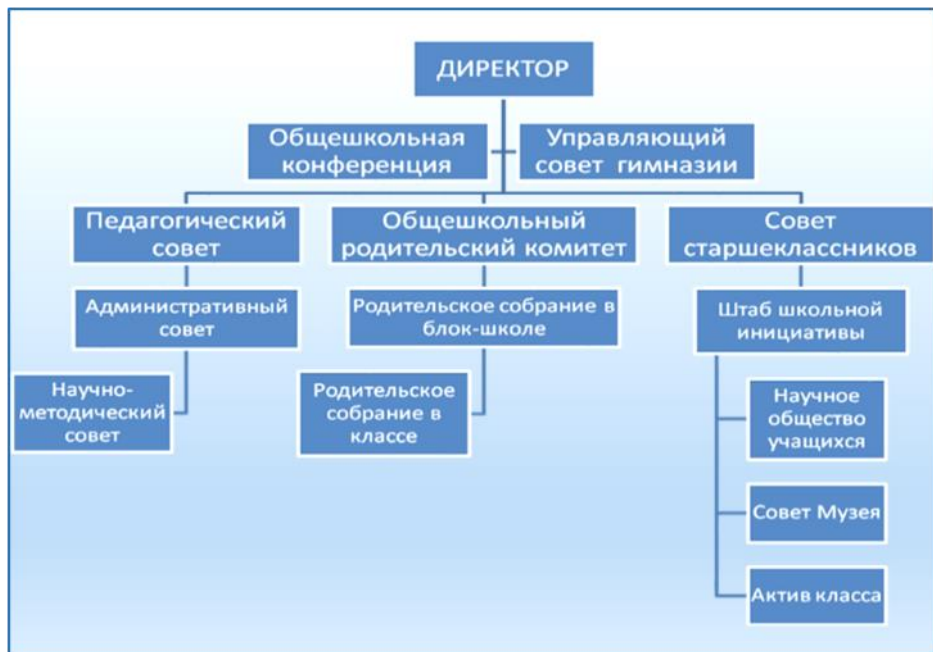 ДИРЕКТОР
Общешкольная
конференция
Управляющий
совет гимназии
Педагогический
совет
Общешкольный
родительский комитет
Совет
старшеклассников
Административный
совет
Родительское собрание в
блок-школе
Штаб школьной
инициативы
Научно-
методический
совет
Родительское
собрание в
классе
Научное
общество
учащихся
Совет Музея
Актив класса